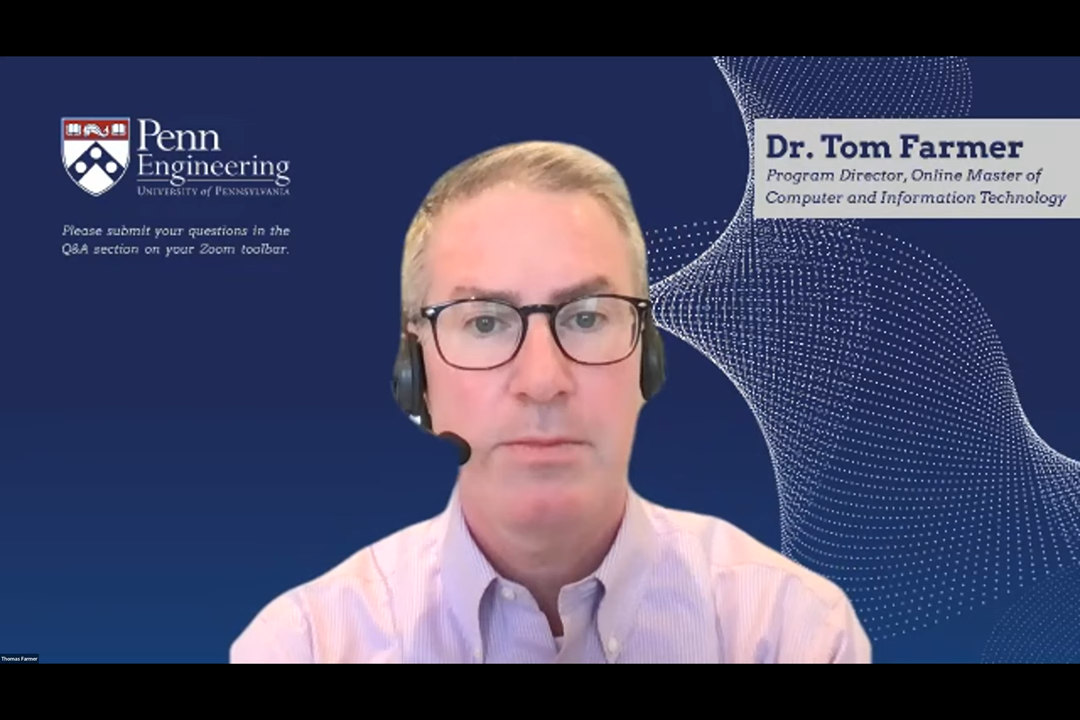 Penn
Engineering
UNIVERSITY of PENNSYLVANIA
Please submit your questions in the
Q&A section on your Zoom toolbar.
Dr. Tom Farmer
Program Director, Online Master of
Computer and Information Technology
Thomas Farmer